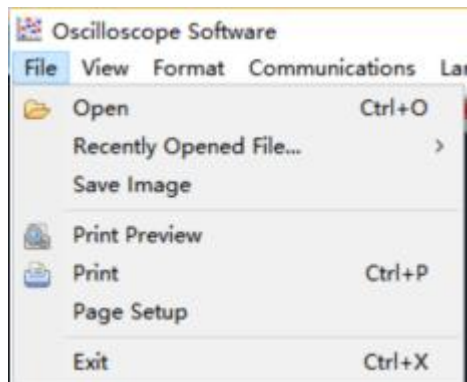 Oscilloscope Software
File View Format Communications
Open Ctrl+O
Recently Opened File...
Save Image
Print Preview
Print Ctrl+P
Page Setup
Exit Ctrl+X